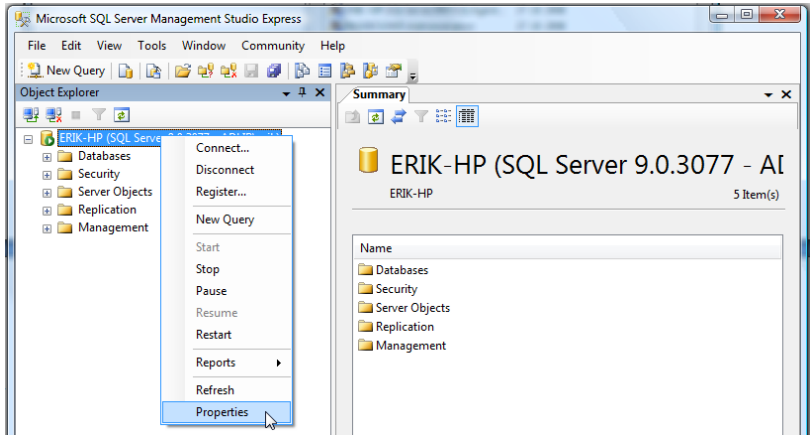 Microsoft SQL Server Management Studio Express
File Edit View Tools Window Community Help
New Query
Object Explorer
ERIK-HP (SQL Serve
Databases
Security
Server Objects
Replication
Management
Connect...
Disconnect
Register...
New Query
Start
Stop
Pause
Resume
Restart
Reports
Refresh
Properties
Summary
ERIK-HP (SQL Server 9.0.3077 - AD
ERIK-HP 5 Item(s)
Name
Databases
Security
Server Objects
Replication
Management